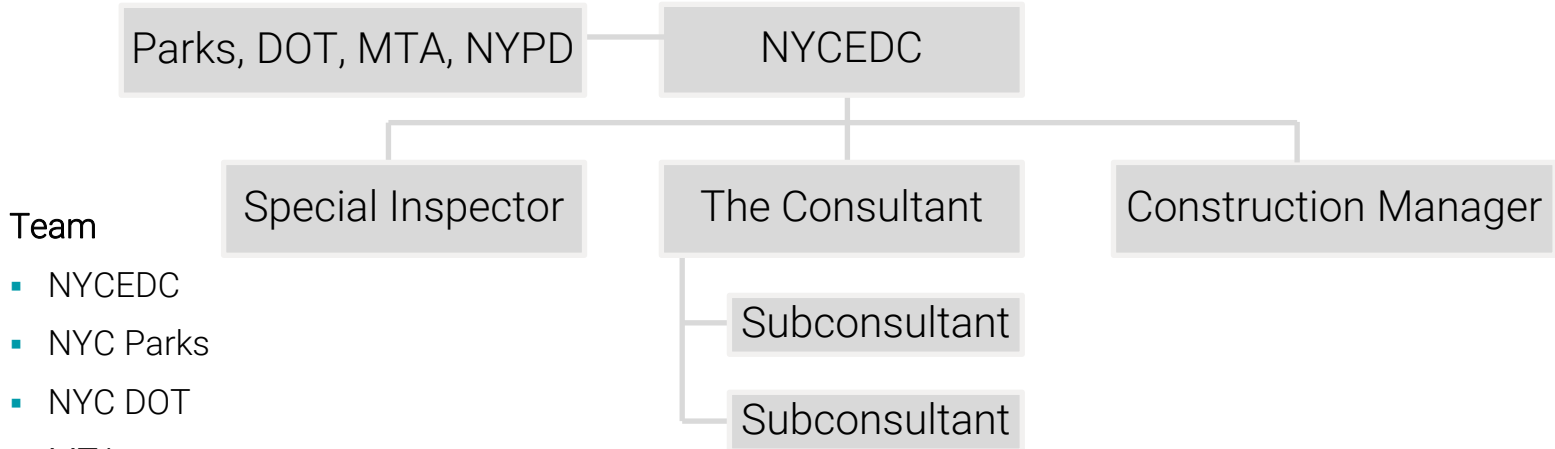 Parks, DOT, MTA, NYPD
NYCEDC
Special Inspector
The Consultant
Construction Manager
Team
▪ NYCEDC
▪ NYC Parks
▪ NYC DOT
Subconsultant
Subconsultant